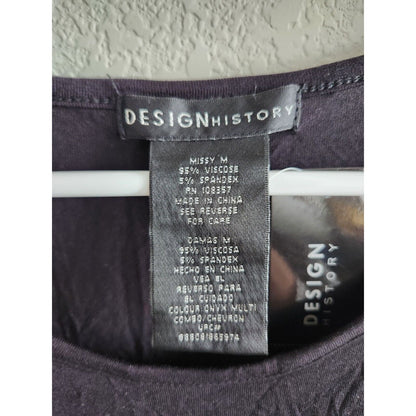 DESIGNHISTORY
MISSY M
95% VISCOSE
5% SPANDEX
RN 108357
MADE IN CHINA
SEE REVERSE
FOR CARE
DAMAS M
95% VISCOSA
5% SPANDEX
HECHO EN CHINA
VEA EL
REVERSO PARA
EL CUIDADO
COLOUR ONYX MULTI
COMBO/CHEVRON
UPC#
DESIGN
HISTORY